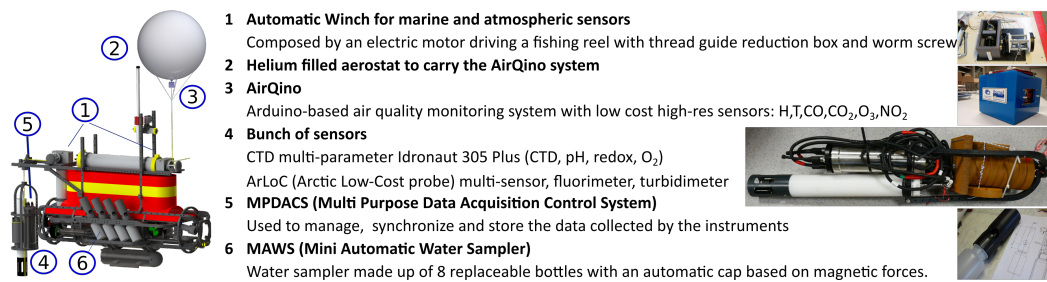 1 Automatic Winch for marine and atmospheric sensors
Composed by an electric motor driving a fishing reel with thread guide reduction box and worm screw
2 Helium filled aerostat to carry the AirQino system
3 AirQino
Arduino-based air quality monitoring system with low cost high-res sensors: H,T,CO,CO₂,O₃,NO₂
4 Bunch of sensors
CTD multi-parameter Idronaut 305 Plus (CTD, pH, redox, O₂)
ArLoC (Arctic Low-Cost probe) multi-sensor, fluorimeter, turbidimeter
5 MPDACS (Multi Purpose Data Acquisition Control System)
Used to manage, synchronize and store the data collected by the instruments
6 MAWS (Mini Automatic Water Sampler)
Water sampler made up of 8 replaceable bottles with an automatic cap based on magnetic forces.
2
3
1
5
4
6